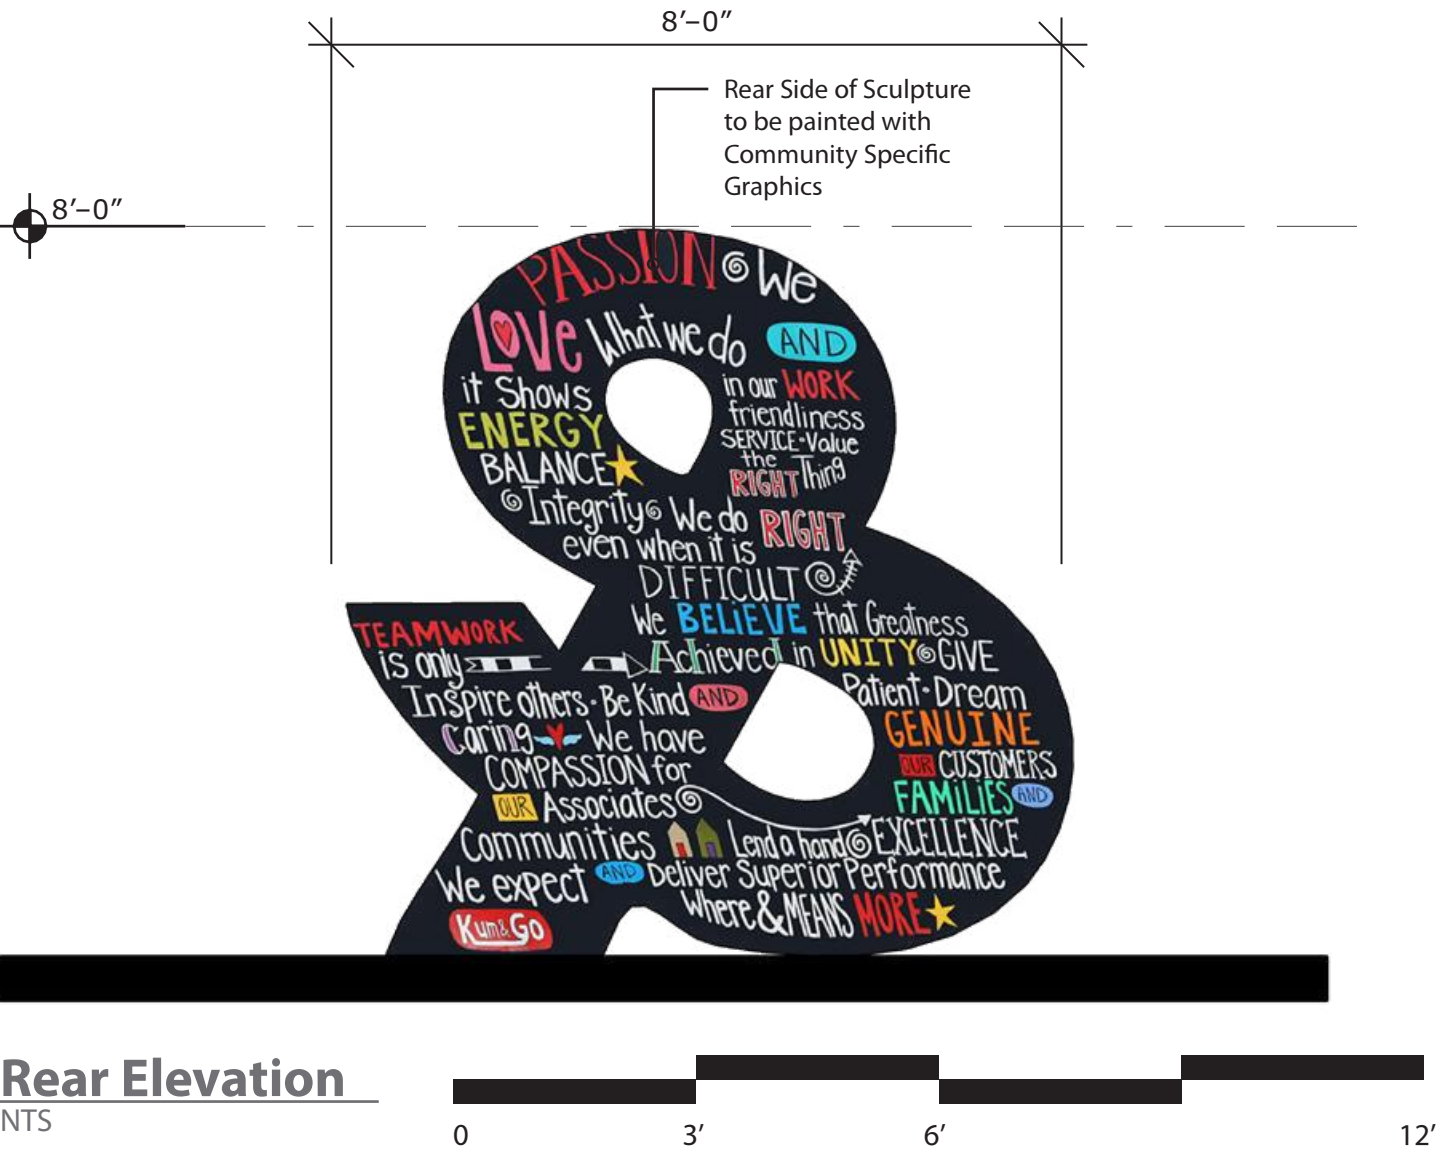 8’–0”
Rear Side of Sculpture
to be painted with
Community Specific
Graphics
8’–0”
PASSION We
LOVE What we do AND
it Shows
ENERGY
BALANCE
in our WORK
friendliness
SERVICE • Value
the
RIGHT Thing
Integrity We do RIGHT
even when it is
DIFFICULT
We BELiEVE that Greatness
TEAMWORK
is only Achieved in UNITY GIVE
Inspire others • Be Kind AND Patient • Dream
caring We have GENUINE
COMPASSION for OUR CUSTOMERS
OUR Associates FAMiLiES AND
Communities Lend a hand EXCELLENCE
We expect AND Deliver Superior Performance
Where & MEANS MORE
Kum & Go
Rear Elevation
NTS
0 3’ 6’ 12’